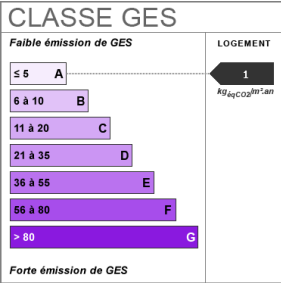 CLASSE GES
Faible émission de GES
LOGEMENT
≤ 5 A
1
kgéqCO2/m².an
6 à 10 B
11 à 20 C
21 à 35 D
36 à 55 E
56 à 80 F
> 80 G
Forte émission de GES